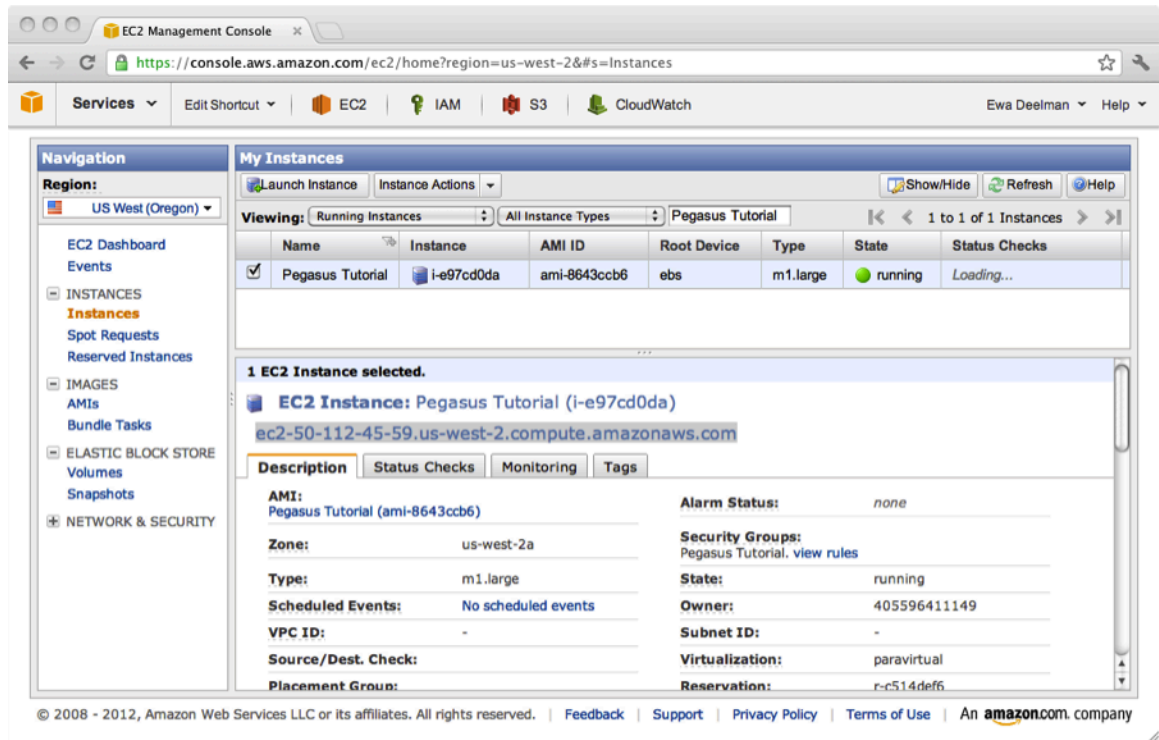 EC2 Management Console
https://console.aws.amazon.com/ec2/home?region=us-west-2&#s=Instances
Services Edit Shortcut EC2 IAM S3 CloudWatch Ewa Deelman Help
Navigation
Region:
US West (Oregon)
EC2 Dashboard
Events
INSTANCES
Instances
Spot Requests
Reserved Instances
IMAGES
AMIs
Bundle Tasks
ELASTIC BLOCK STORE
Volumes
Snapshots
NETWORK & SECURITY
My Instances
Launch Instance Instance Actions Show/Hide Refresh Help
Viewing: Running Instances All Instance Types Pegasus Tutorial 1 to 1 of 1 Instances
Name Instance AMI ID Root Device Type State Status Checks
Pegasus Tutorial i-e97cd0da ami-8643ccb6 ebs m1.large running Loading...
1 EC2 Instance selected.
EC2 Instance: Pegasus Tutorial (i-e97cd0da)
ec2-50-112-45-59.us-west-2.compute.amazonaws.com
Description Status Checks Monitoring Tags
AMI:
Pegasus Tutorial (ami-8643ccb6)
Alarm Status: none
Zone: us-west-2a
Security Groups:
Pegasus Tutorial. view rules
Type: m1.large
State: running
Scheduled Events: No scheduled events
Owner: 405596411149
VPC ID: -
Subnet ID: -
Source/Dest. Check:
Virtualization: paravirtual
Placement Group:
Reservation: r-c514def6
© 2008 - 2012, Amazon Web Services LLC or its affiliates. All rights reserved. | Feedback | Support | Privacy Policy | Terms of Use | An amazon.com. company